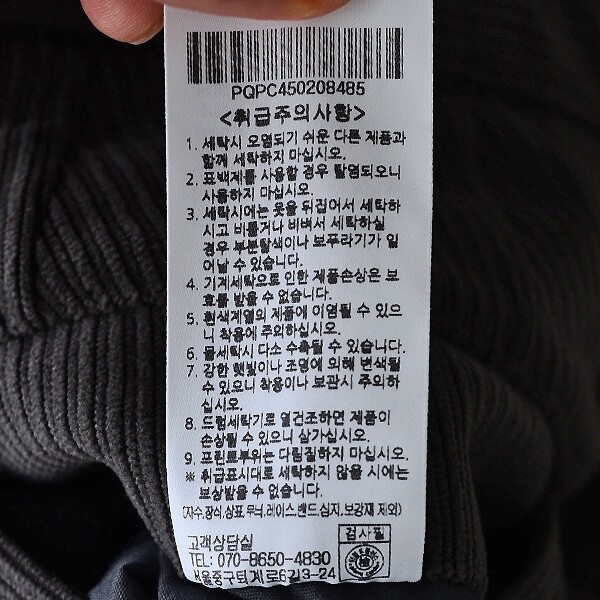 PQPC450208485
<취급주의사항>
1. 세탁시 오염되기 쉬운 다른 제품과
함께 세탁하지 마십시오.
2. 표백제를 사용할 경우 탈염되오니
사용하지 마십시오.
3. 세탁시에는 옷을 뒤집어서 세탁하
시고 비틀거나 비벼서 세탁하실
경우 부분탈색이나 보푸라기가 일
어날 수 있습니다.
4. 기계세탁으로 인한 제품손상은 보
호를 받을 수 없습니다.
5. 흰색계열의 제품에 이염될 수 있으
니 착용에 주의하십시오.
6. 물세탁시 다소 수축될 수 있습니다.
7. 강한 햇빛이나 조명에 의해 변색될
수 있으니 착용이나 보관시 주의하
십시오.
8. 드럼세탁기로 열건조하면 제품이
손상될 수 있으니 삼가십시오.
9. 프린트부위는 다림질하지 마십시오.
※ 취급표시대로 세탁하지 않을 시에는
보상받을 수 없습니다.
(자수,장식,상표 무늬,레이스,밴드,심지,보강재 제외)
고객상담실
검사필
TEL: 070-8650-4830
서울중구퇴계로6길3-24